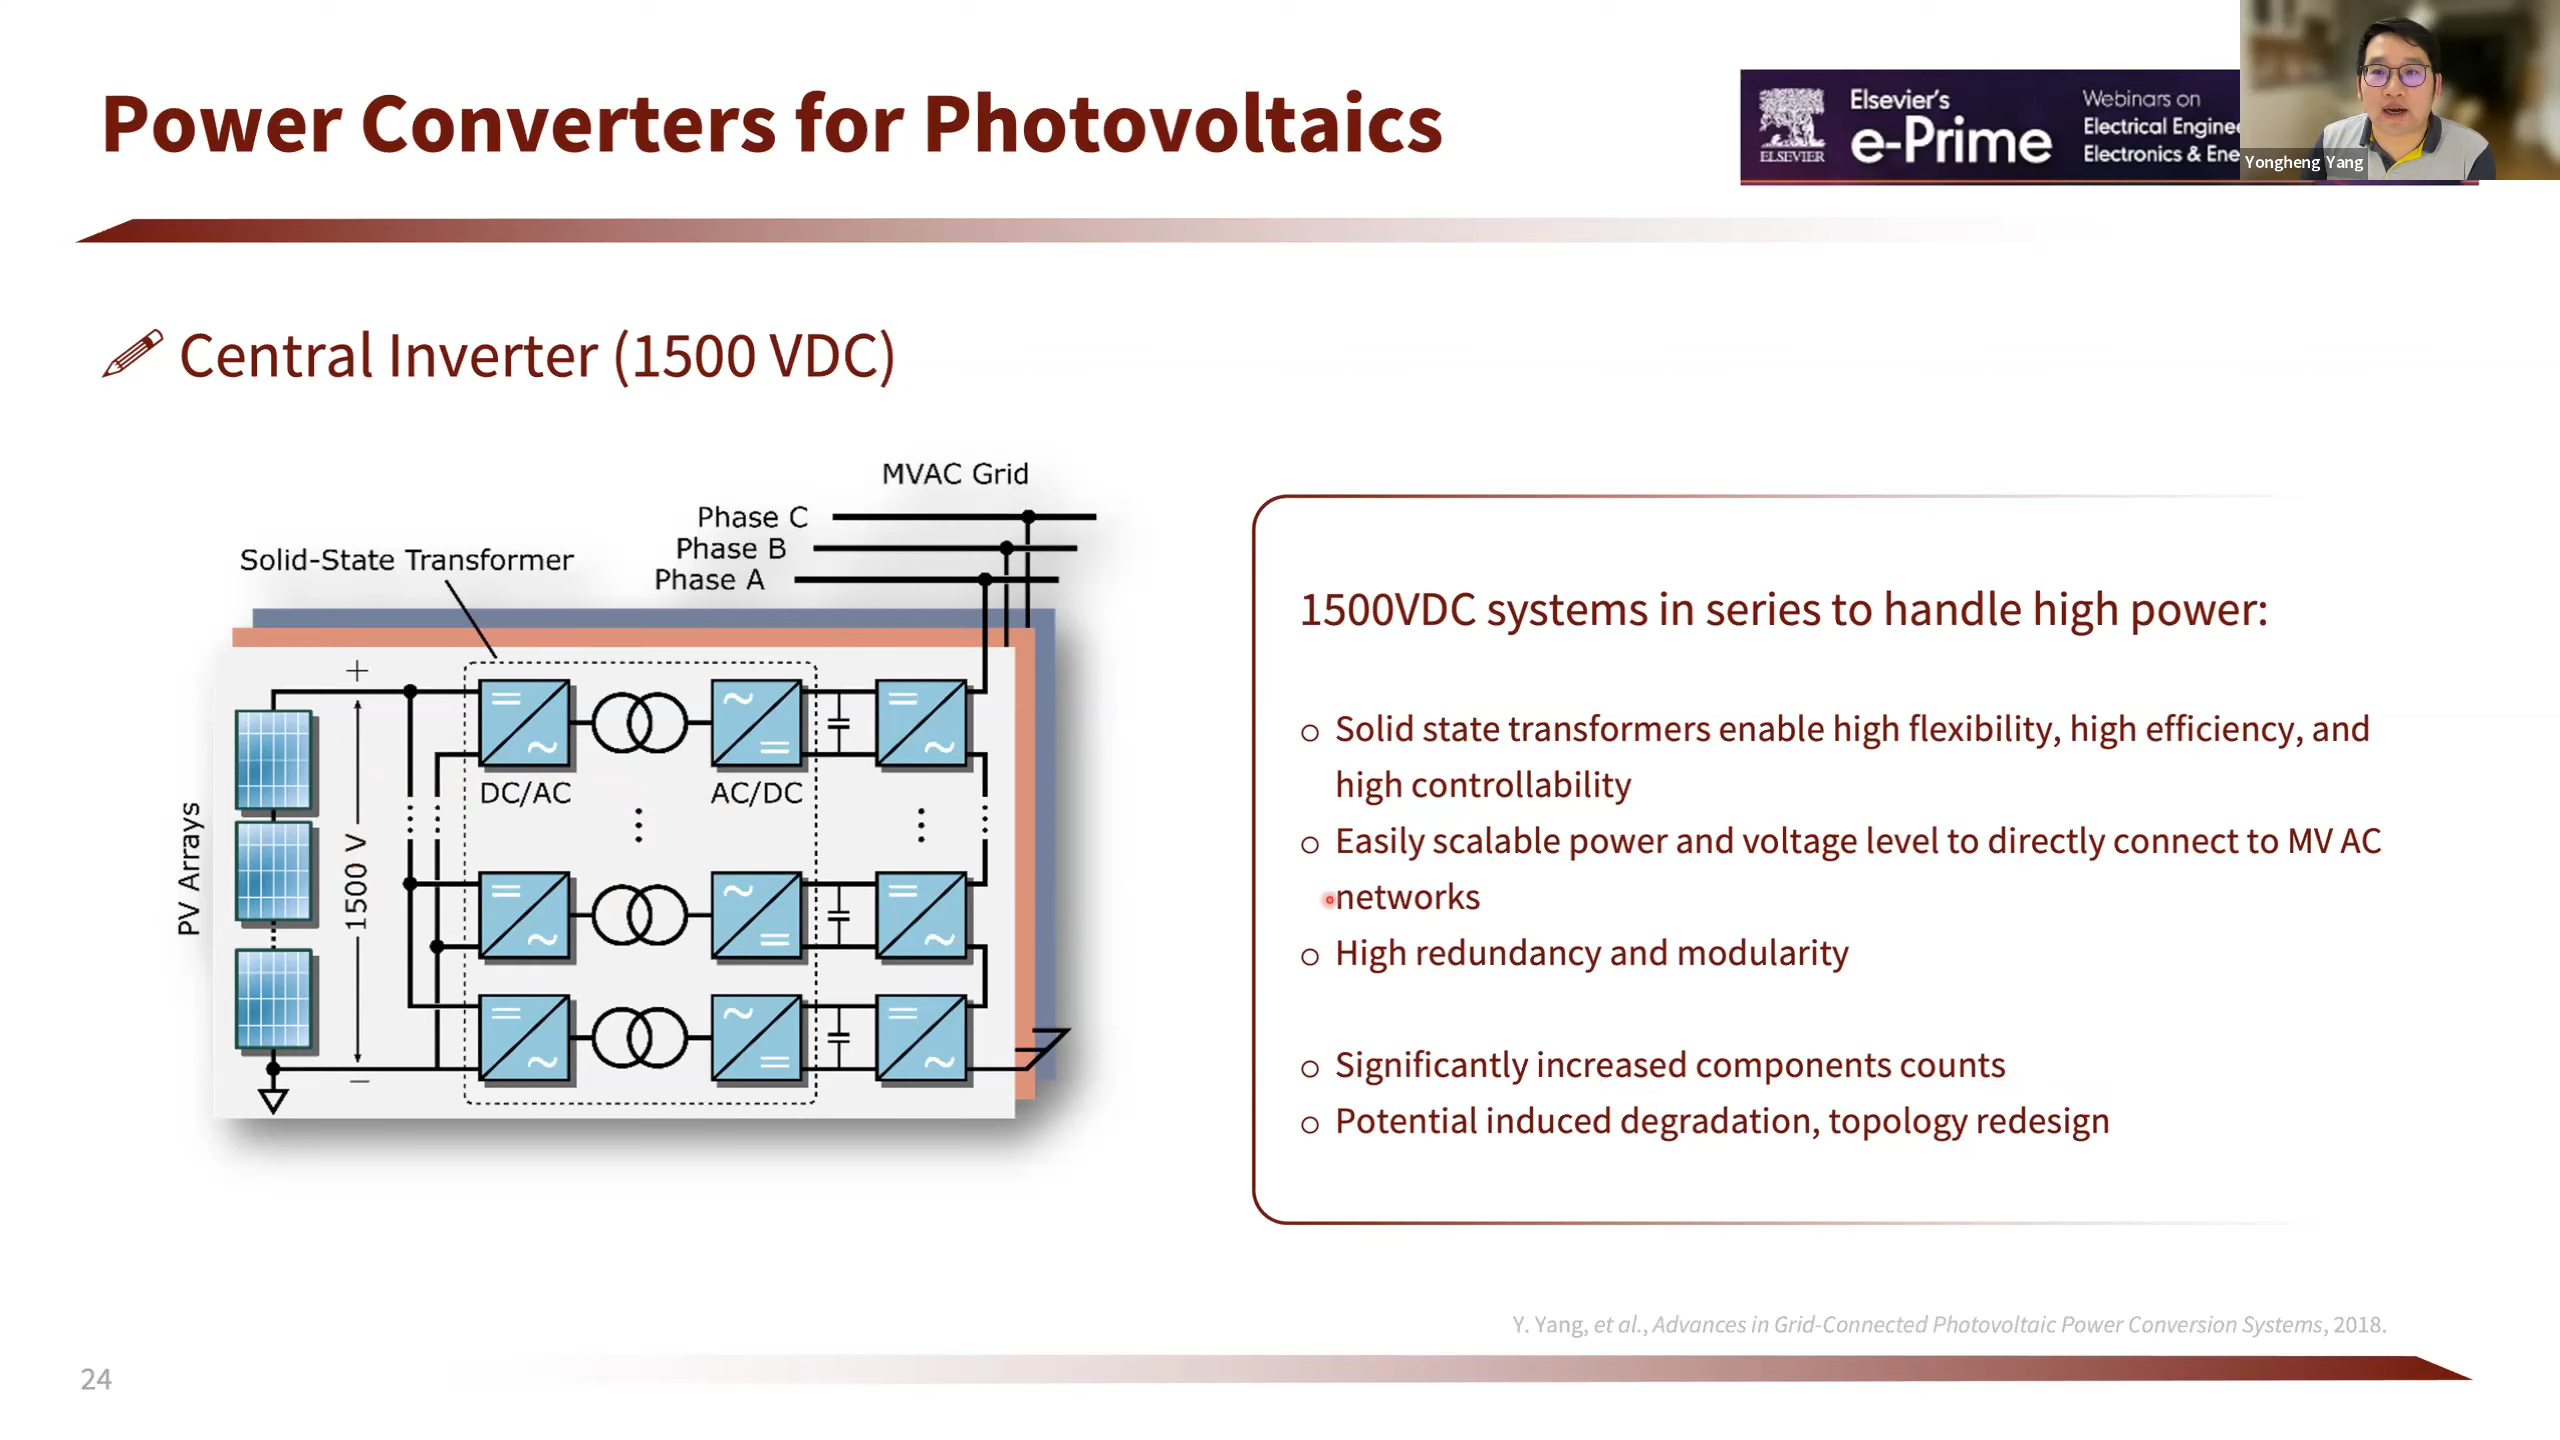 Power Converters for Photovoltaics
ELSEVIER
Elsevier's
e-Prime
Webinars on
Electrical Enginee
Electronics & Ene
Yongheng Yang
Central Inverter (1500 VDC)
MVAC Grid
Phase C
Phase B
Phase A
Solid-State Transformer
+
PV Arrays
1500 V
DC/AC
AC/DC
−
1500VDC systems in series to handle high power:
○ Solid state transformers enable high flexibility, high efficiency, and
high controllability
○ Easily scalable power and voltage level to directly connect to MV AC
networks
○ High redundancy and modularity
○ Significantly increased components counts
○ Potential induced degradation, topology redesign
Y. Yang, et al., Advances in Grid-Connected Photovoltaic Power Conversion Systems, 2018.
24